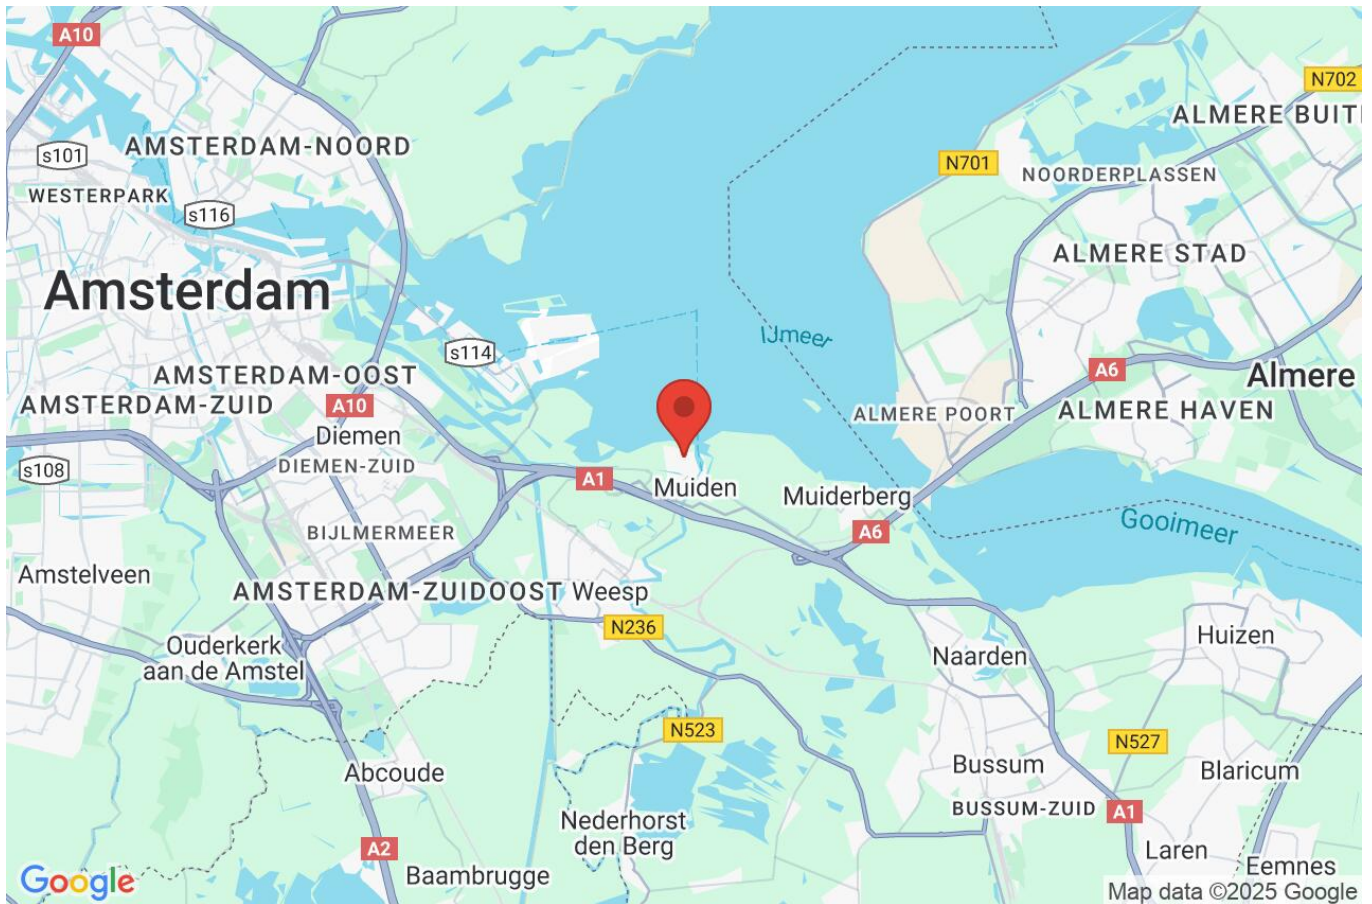 A10
N702
ALMERE BUIT
AMSTERDAM-NOORD
s101
N701
NOORDERPLASSEN
WESTERPARK
s116
ALMERE STAD
Amsterdam
IJmeer
s114
A6
AMSTERDAM-OOST
Almere
AMSTERDAM-ZUID
A10
ALMERE POORT
ALMERE HAVEN
Diemen
DIEMEN-ZUID
s108
A1
Muiden
Muiderberg
Gooimeer
BIJLMERMEER
A6
Amstelveen
AMSTERDAM-ZUIDOOST
Weesp
N236
Huizen
Ouderkerk
aan de Amstel
Naarden
N523
N527
Abcoude
Bussum
Blaricum
BUSSUM-ZUID
A1
Nederhorst
den Berg
A2
Laren
Baambrugge
Eemnes
Google
Map data ©2025 Google